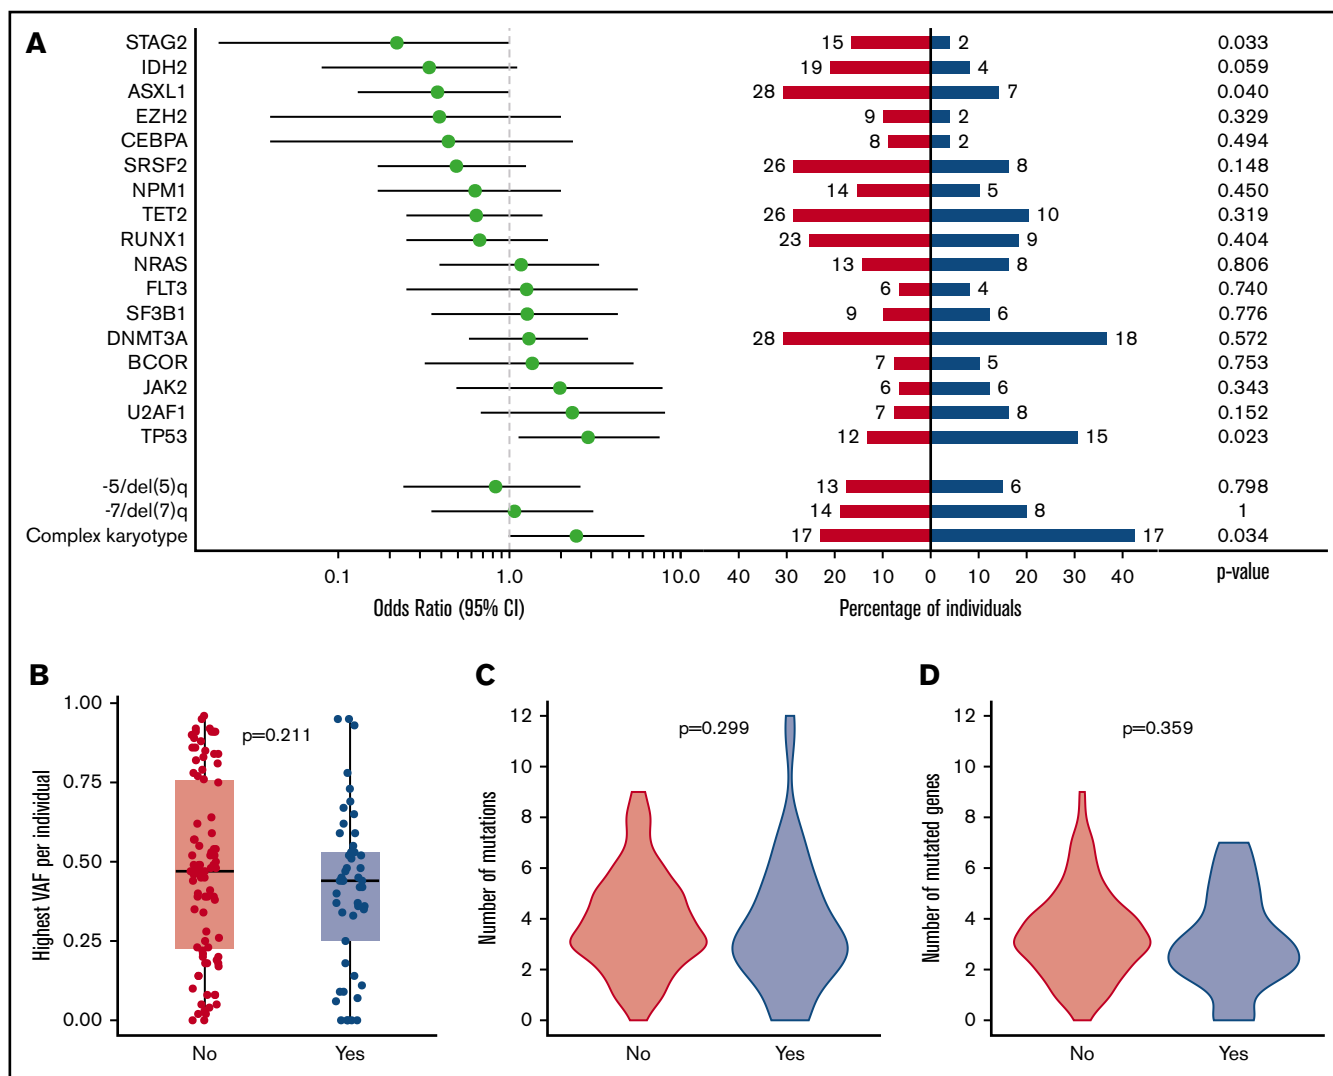 A
STAG2 15 2 0.033
IDH2 19 4 0.059
ASXL1 28 7 0.040
EZH2 9 2 0.329
CEBPA 8 2 0.494
SRSF2 26 8 0.148
NPM1 14 5 0.450
TET2 26 10 0.319
RUNX1 23 9 0.404
NRAS 13 8 0.806
FLT3 6 4 0.740
SF3B1 9 6 0.776
DNMT3A 28 18 0.572
BCOR 7 5 0.753
JAK2 6 6 0.343
U2AF1 7 8 0.152
TP53 12 15 0.023
-5/del(5)q 13 6 0.798
-7/del(7)q 14 8 1
Complex karyotype 17 17 0.034
0.1 1.0 10.0 40 30 20 10 0 10 20 30 40 p-value
Odds Ratio (95% CI) Percentage of individuals
B
1.00
0.75
0.50
0.25
0.00
Highest VAF per individual
p=0.211
No Yes
C
12
10
8
6
4
2
0
Number of mutations
p=0.299
No Yes
D
12
10
8
6
4
2
0
Number of mutated genes
p=0.359
No Yes